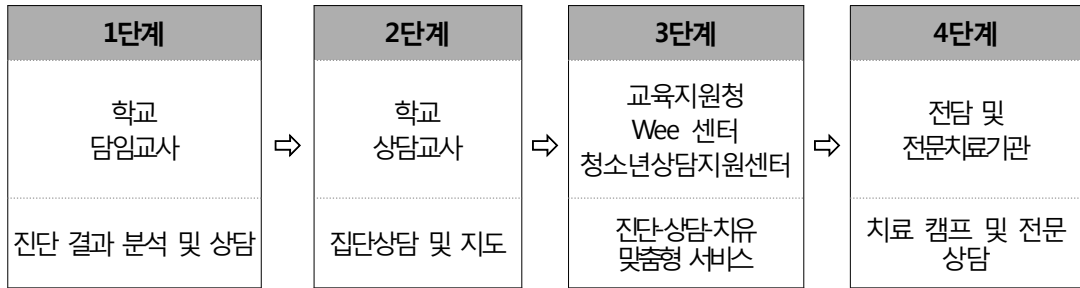 1단계
학교
담임교사
진단 결과 분석 및 상담
⇨
2단계
학교
상담교사
집단상담 및 지도
⇨
3단계
교육지원청
Wee 센터
청소년상담지원센터
진단-상담-치유
맞춤형 서비스
⇨
4단계
전담 및
전문치료기관
치료 캠프 및 전문
상담